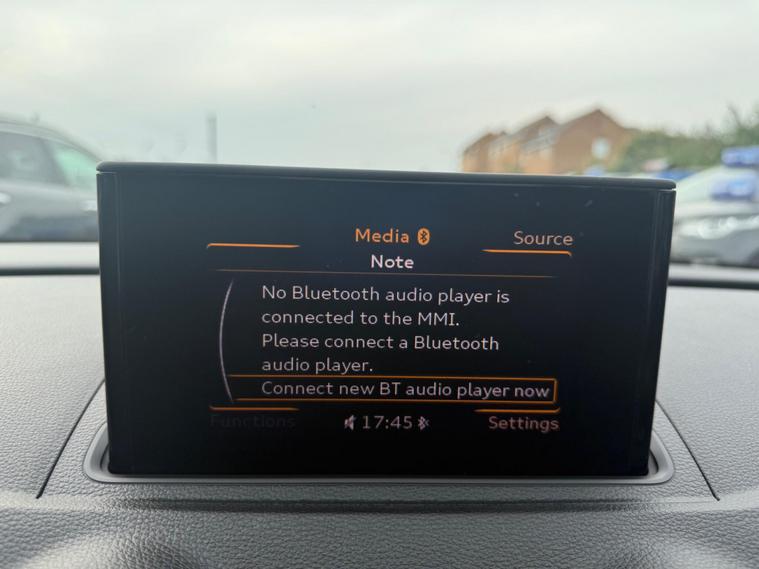 Media
Source
Note
No Bluetooth audio player is
connected to the MMI.
Please connect a Bluetooth
audio player.
Connect new BT audio player now
Functions
17:45
Settings